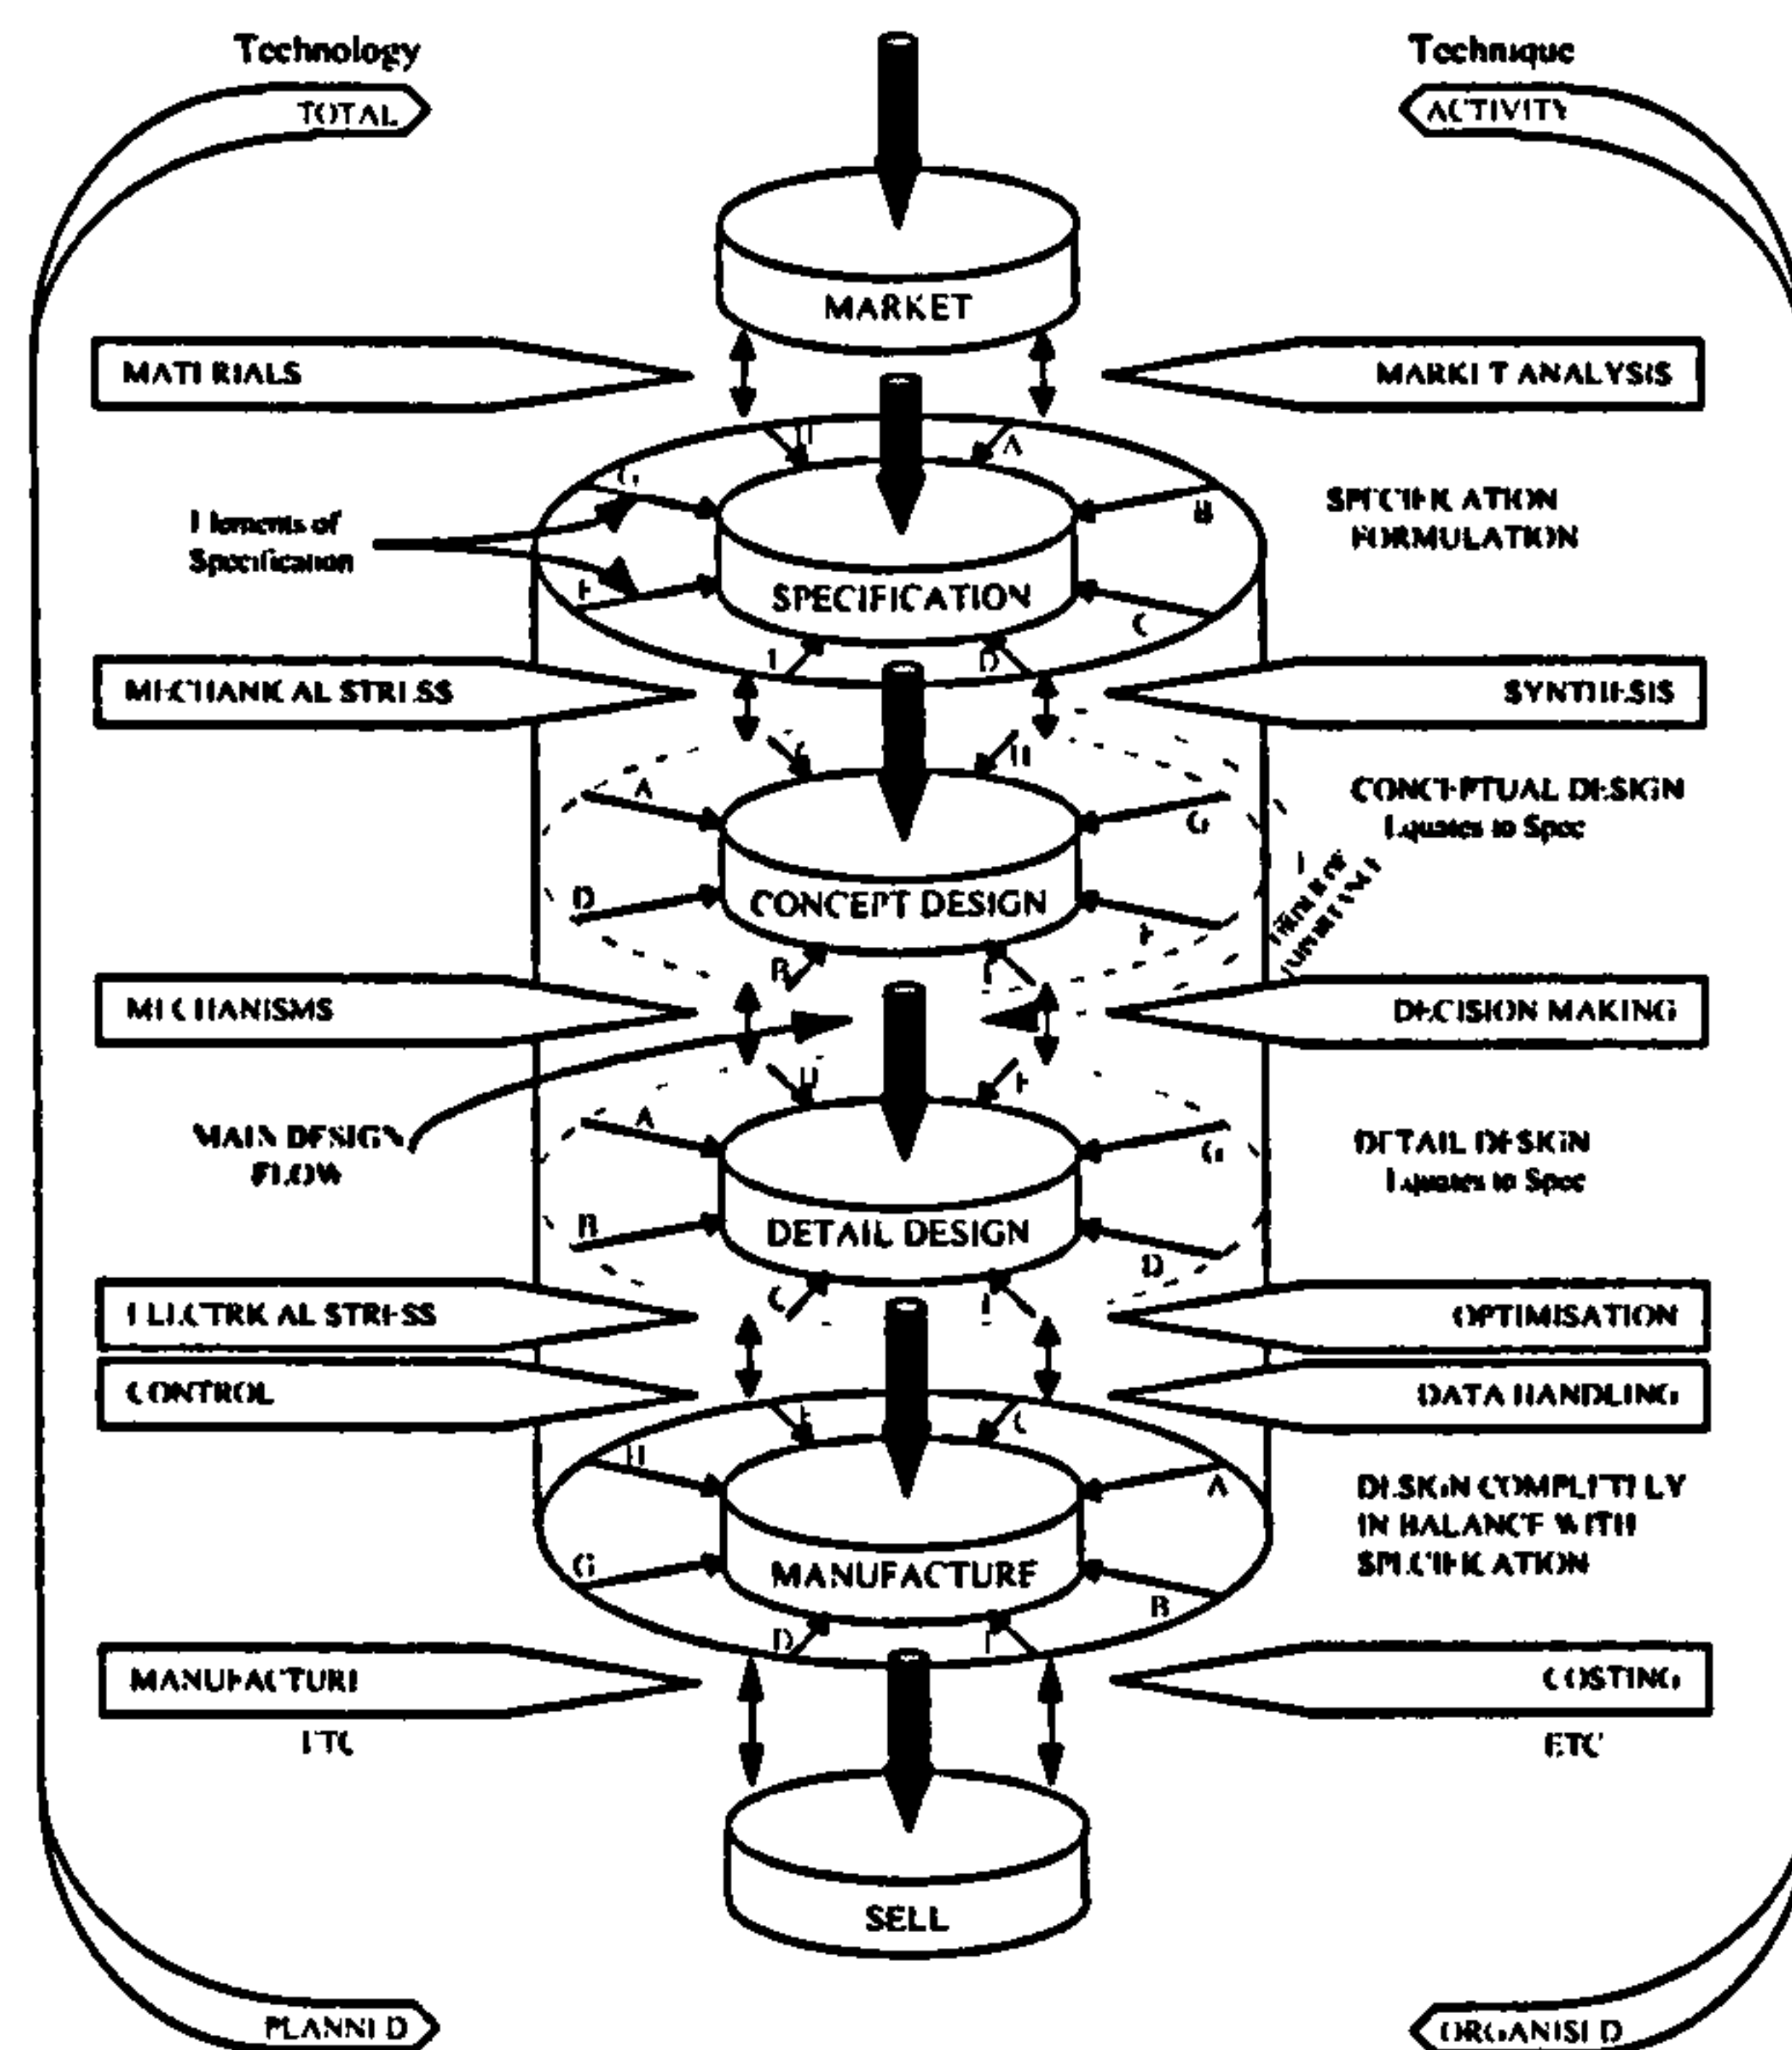 Technology
Technique
TOTAL
ACTIVITY
MARKET
MATERIALS
MARKET ANALYSIS
H
A
G
B
SPECIFICATION
FORMULATION
Elements of
Specification
F
SPECIFICATION
C
E
D
MECHANICAL STRESS
SYNTHESIS
C
H
A
G
CONCEPTUAL DESIGN
Equates to Spec
D
CONCEPT DESIGN
F
B
E
MECHANISMS
DECISION MAKING
H
F
A
G
MAIN DESIGN
FLOW
DETAIL DESIGN
Equates to Spec
B
DETAIL DESIGN
D
C
E
ELECTRICAL STRESS
OPTIMISATION
CONTROL
DATA HANDLING
C
H
A
DESIGN COMPLETELY
IN BALANCE WITH
SPECIFICATION
G
MANUFACTURE
B
D
MANUFACTURE
COSTING
ETC
ETC
SELL
PLANNED
ORGANISED